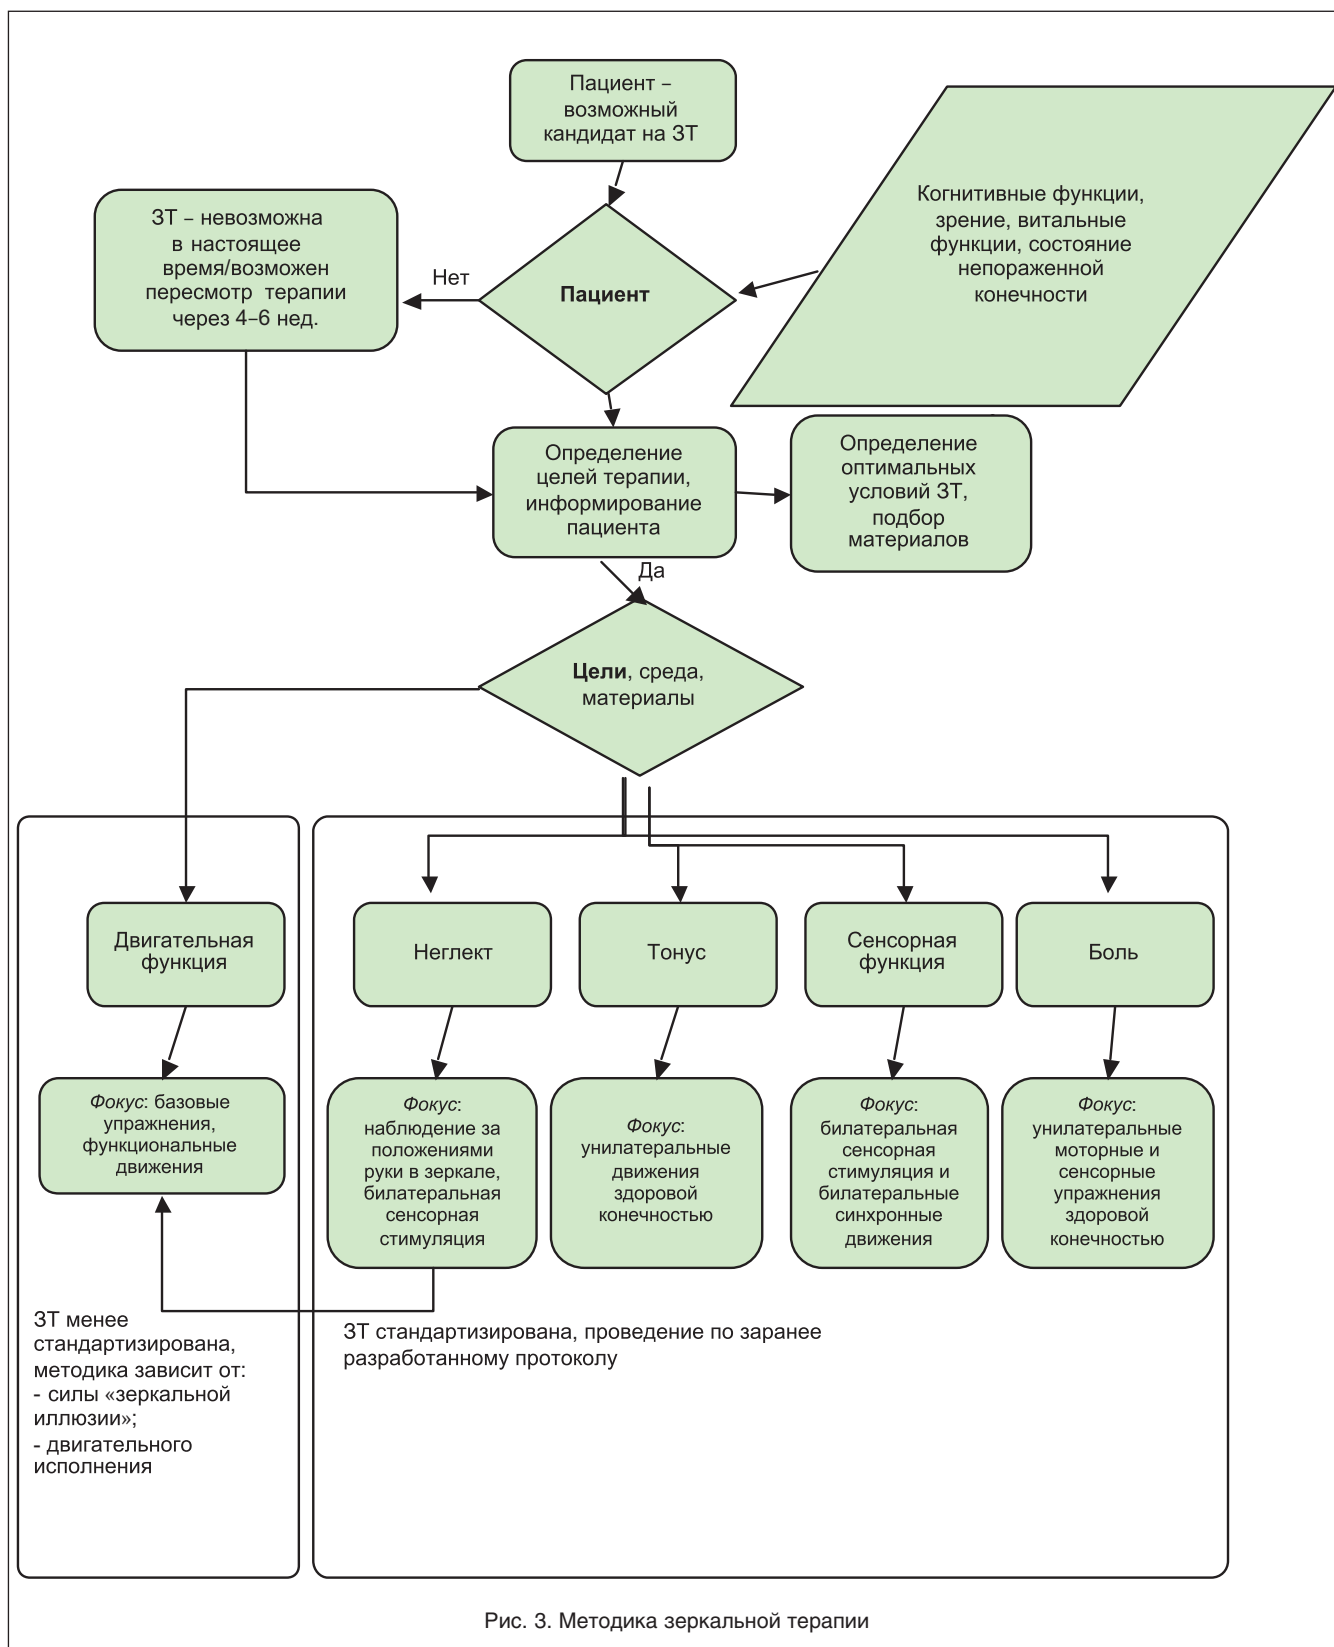 Пациент –
возможный
кандидат на ЗТ
Когнитивные функции,
зрение, витальные
функции, состояние
непораженной
конечности
ЗТ – невозможна
в настоящее
время/возможен
пересмотр терапии
через 4–6 нед.
Нет
Пациент
Определение
целей терапии,
информирование
пациента
Определение
оптимальных
условий ЗТ,
подбор
материалов
Да
Цели, среда,
материалы
Двигательная
функция
Неглект
Тонус
Сенсорная
функция
Боль
Фокус: базовые
упражнения,
функциональные
движения
Фокус:
наблюдение за
положениями
руки в зеркале,
билатеральная
сенсорная
стимуляция
Фокус:
унилатеральные
движения
здоровой
конечностью
Фокус:
билатеральная
сенсорная
стимуляция и
билатеральные
синхронные
движения
Фокус:
унилатеральные
моторные и
сенсорные
упражнения
здоровой
конечностью
ЗТ менее
стандартизирована,
методика зависит от:
- силы «зеркальной
иллюзии»;
- двигательного
исполнения
ЗТ стандартизирована, проведение по заранее
разработанному протоколу
Рис. 3. Методика зеркальной терапии